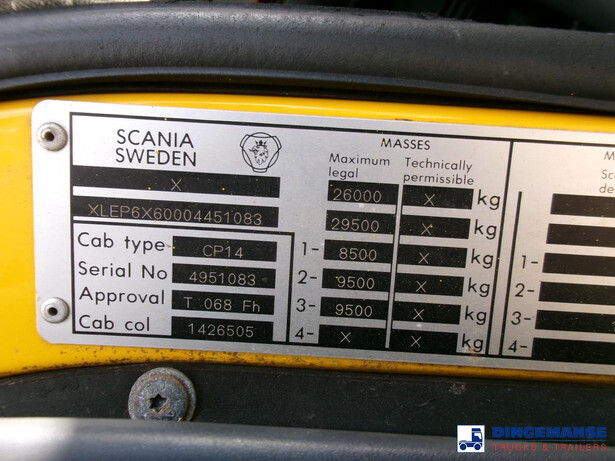 SCANIA
SWEDEN
X
XLEP6X60004451083
Cab type CP14
Serial No 4951083
Approval T 068 Fh
Cab col 1426505
MASSES
Maximum legal Technically permissible
26000 X kg
29500 X kg
1- 8500 X kg
2- 9500 X kg
3- 9500 X kg
4- X X kg
M
Sc
de
1-
2-
3-
4-
DINGEMANSE
TRUCKS & TRAILERS